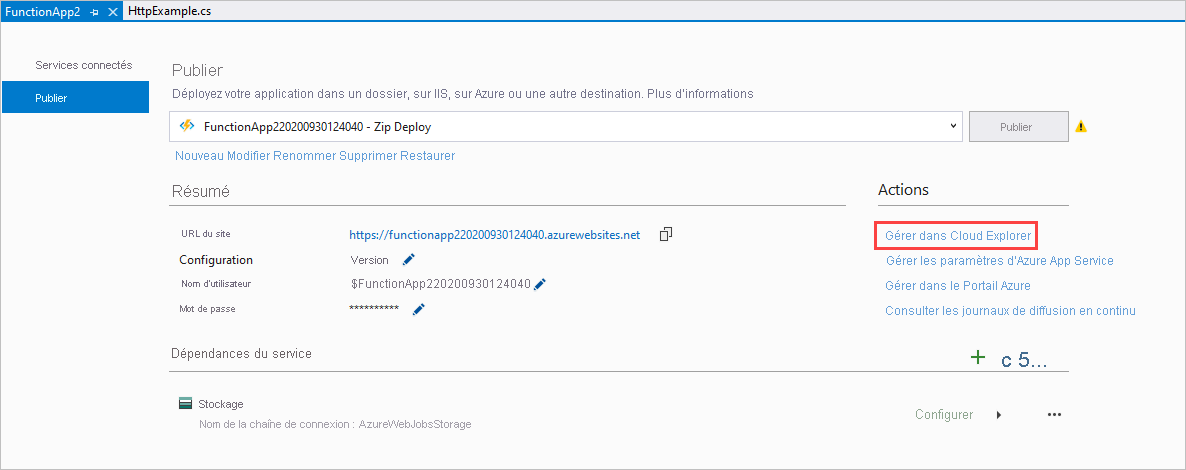 FunctionApp2
HttpExample.cs
Services connectés
Publier
Publier
Déployez votre application dans un dossier, sur IIS, sur Azure ou une autre destination. Plus d'informations
FunctionApp220200930124040 - Zip Deploy
Publier
Nouveau Modifier Renommer Supprimer Restaurer
Résumé
URL du site
https://functionapp220200930124040.azurewebsites.net
Configuration
Version
Nom d'utilisateur
$FunctionApp220200930124040
Mot de passe
**********
Actions
Gérer dans Cloud Explorer
Gérer les paramètres d'Azure App Service
Gérer dans le Portail Azure
Consulter les journaux de diffusion en continu
Dépendances du service
c 5...
Stockage
Nom de la chaîne de connexion : AzureWebJobsStorage
Configurer